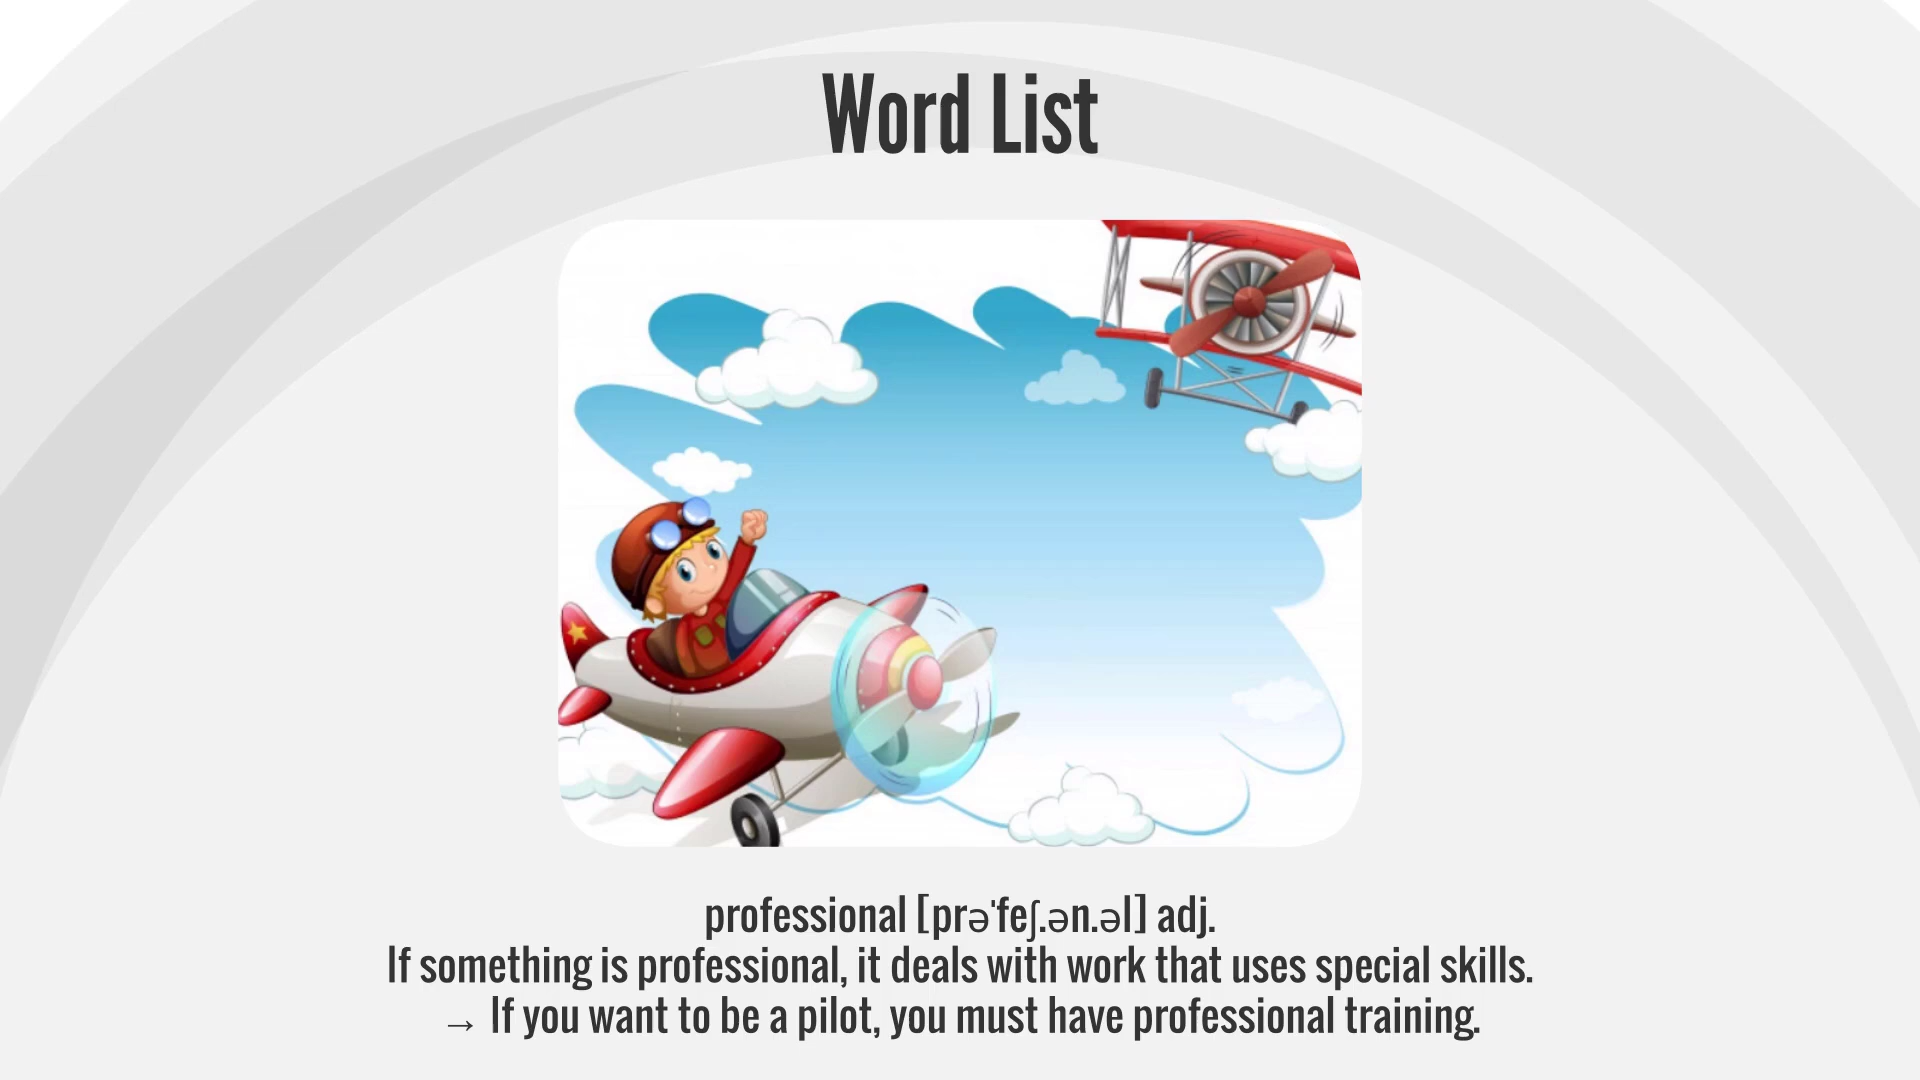 Word List
professional [prəˈfeʃ.ən.əl] adj.
If something is professional, it deals with work that uses special skills.
→ If you want to be a pilot, you must have professional training.